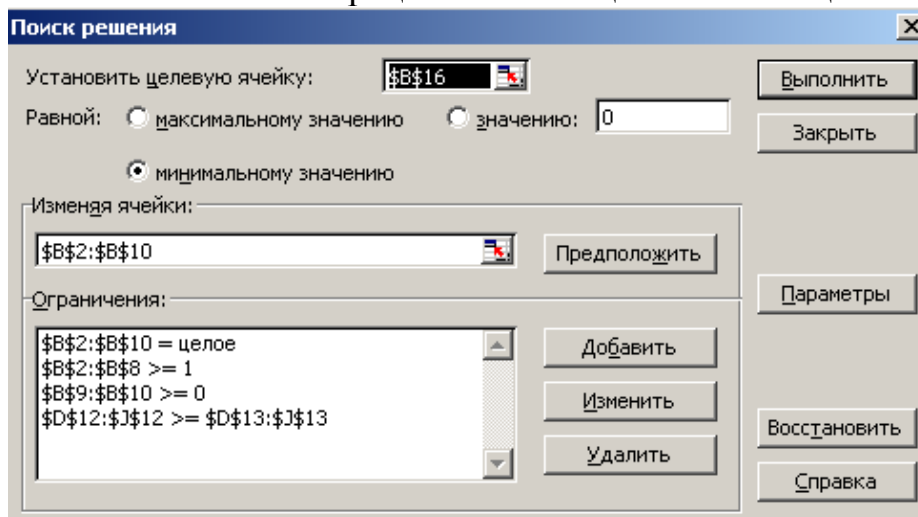 Поиск решения
Установить целевую ячейку: $B$16
Выполнить
Равной: максимальному значению значению: 0
Закрыть
минимальному значению
Изменяя ячейки:
$B$2:$B$10
Предположить
Параметры
Ограничения:
$B$2:$B$10 = целое
$B$2:$B$8 >= 1
$B$9:$B$10 >= 0
$D$12:$J$12 >= $D$13:$J$13
Добавить
Изменить
Удалить
Восстановить
Справка